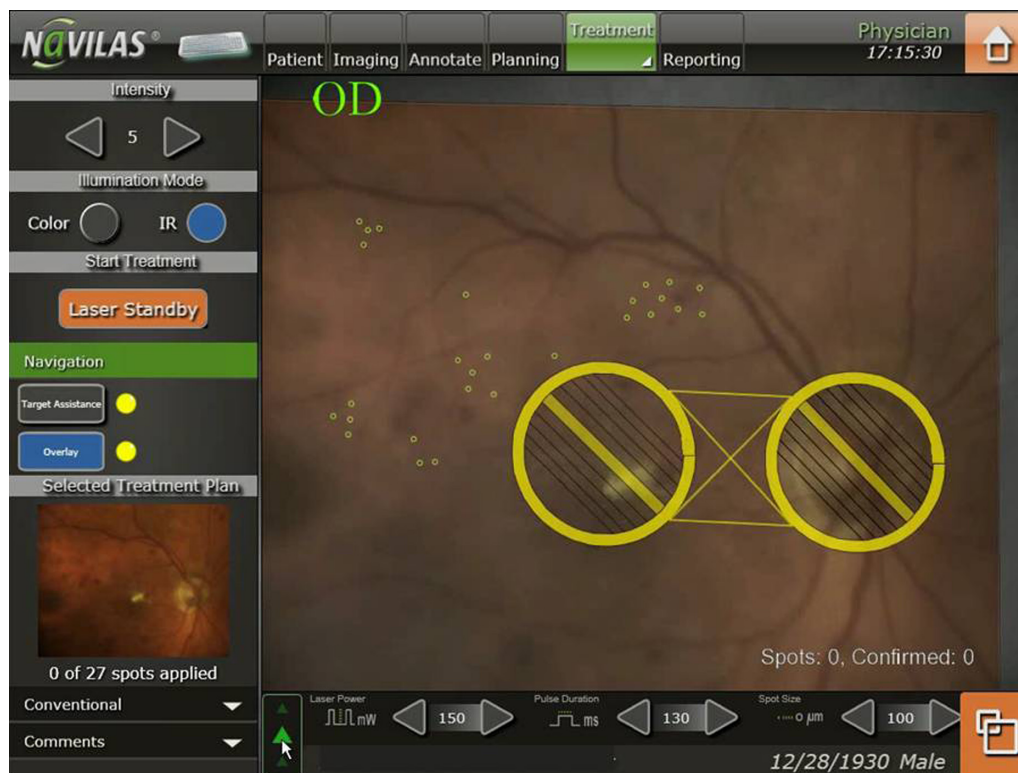 NAVILAS®
Patient Imaging Annotate Planning Treatment Reporting
Physician
17:15:30
Intensity
5
Illumination Mode
Color IR
Start Treatment
Laser Standby
Navigation
Target Assistance
Overlay
Selected Treatment Plan
0 of 27 spots applied
Conventional
Comments
OD
Spots: 0, Confirmed: 0
Laser Power
mW
150
Pulse Duration
ms
130
Spot Size
µm
100
12/28/1930 Male